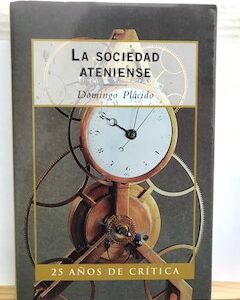 LA SOCIEDAD
ATENIENSE
Domingo Plácido
25 AÑOS DE CRÍTICA